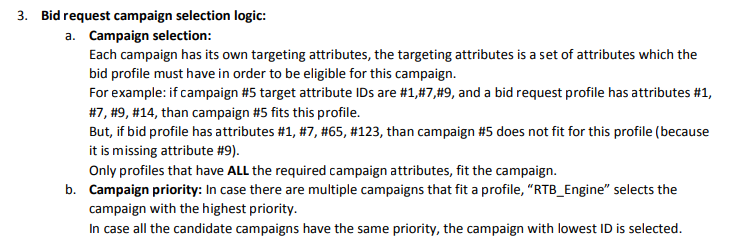 3. Bid request campaign selection logic:
a. Campaign selection:
Each campaign has its own targeting attributes, the targeting attributes is a set of attributes which the
bid profile must have in order to be eligible for this campaign.
For example: if campaign #5 target attribute IDs are #1,#7,#9, and a bid request profile has attributes #1,
#7, #9, #14, than campaign #5 fits this profile.
But, if bid profile has attributes #1, #7, #65, #123, than campaign #5 does not fit for this profile (because
it is missing attribute #9).
Only profiles that have ALL the required campaign attributes, fit the campaign.
b. Campaign priority: In case there are multiple campaigns that fit a profile, “RTB_Engine” selects the
campaign with the highest priority.
In case all the candidate campaigns have the same priority, the campaign with lowest ID is selected.